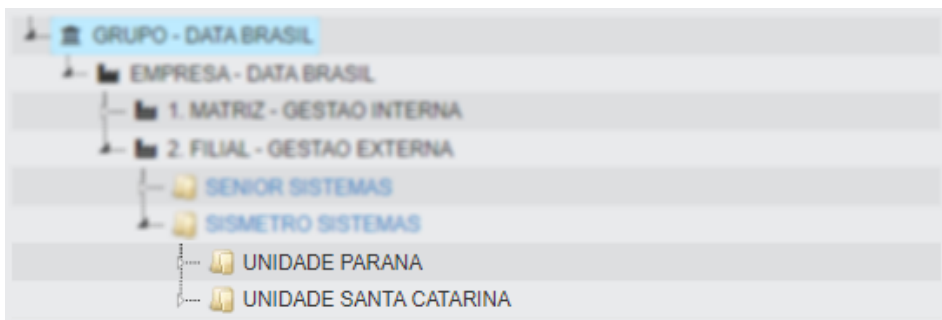 GRUPO - DATA BRASIL
EMPRESA - DATA BRASIL
1. MATRIZ - GESTAO INTERNA
2. FILIAL - GESTAO EXTERNA
SENIOR SISTEMAS
SISMETRO SISTEMAS
UNIDADE PARANA
UNIDADE SANTA CATARINA